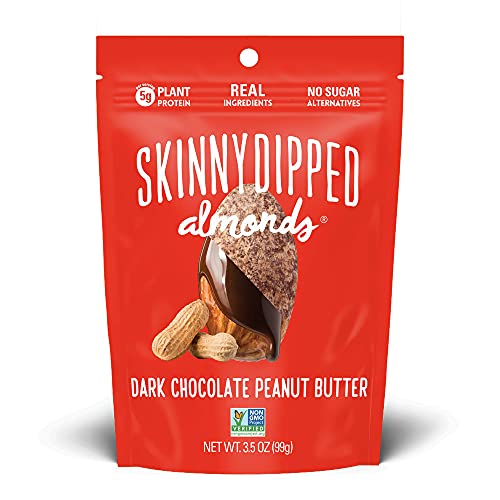 5g PLANT PROTEIN
REAL INGREDIENTS
NO SUGAR ALTERNATIVES
SKINNYDIPPED
almonds®
DARK CHOCOLATE PEANUT BUTTER
NON GMO Project
VERIFIED
NET WT. 3.5 OZ (99g)